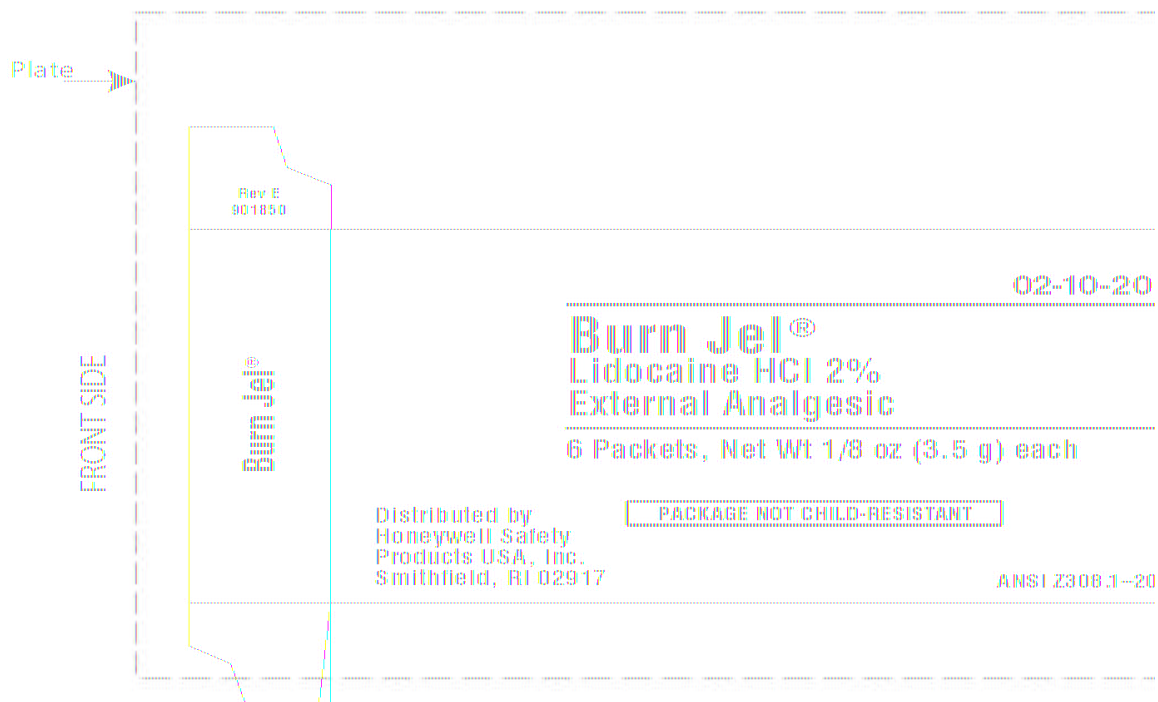 Plate
Rev E
901850
02-10-20
Burn Jel®
Lidocaine HCl 2%
External Analgesic
6 Packets, Net Wt 1/8 oz (3.5 g) each
FRONT SIDE
Burn Jel®
PACKAGE NOT CHILD-RESISTANT
Distributed by
Honeywell Safety
Products USA, Inc.
Smithfield, RI 02917
ANSI Z308.1-20